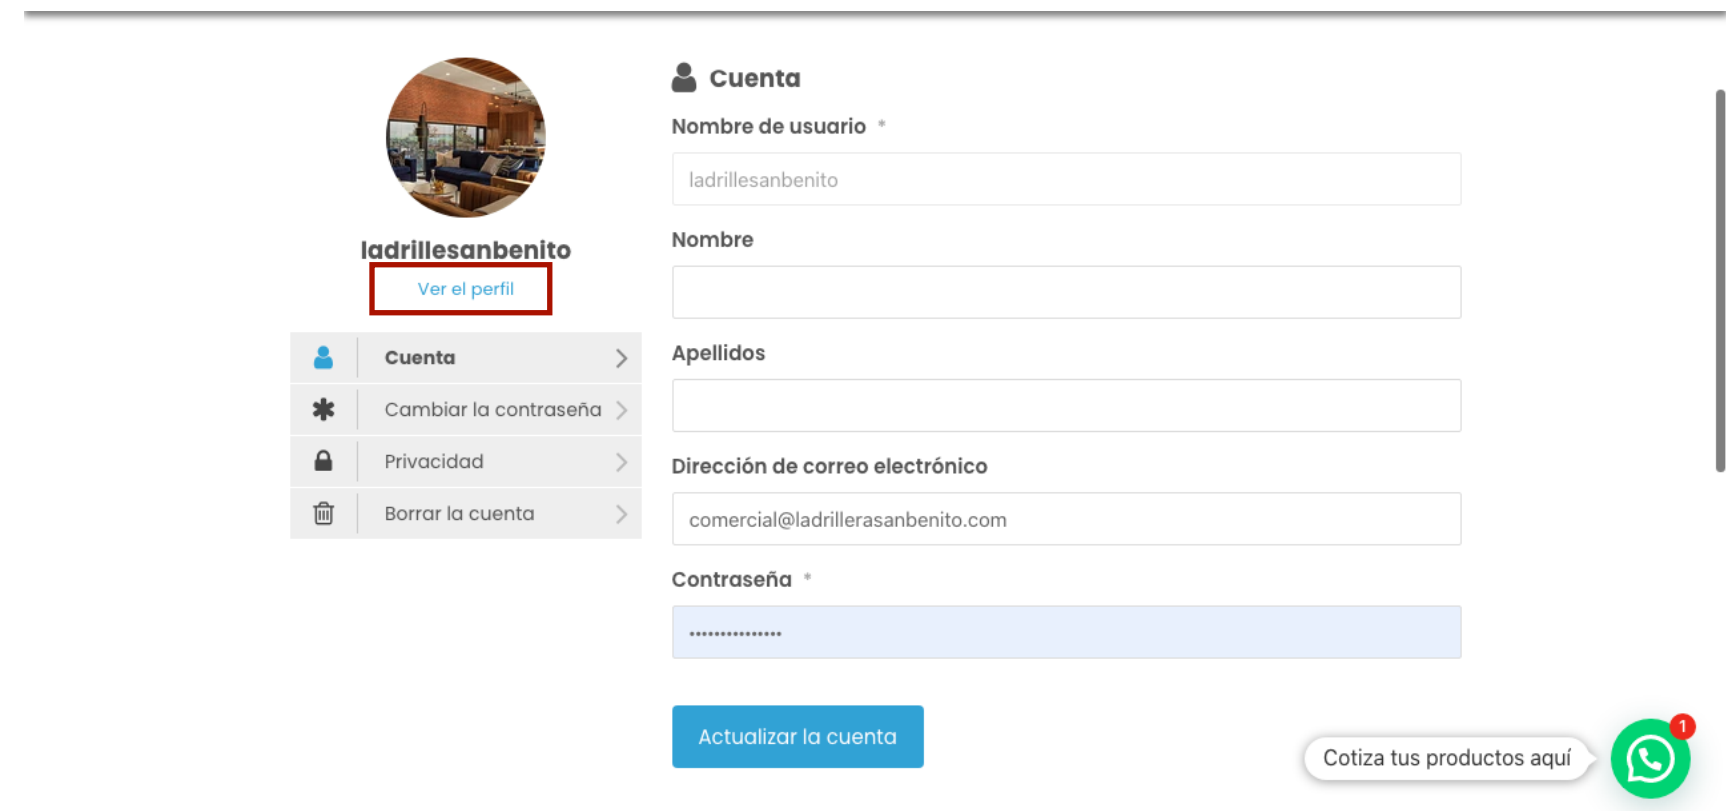 ladrillesanbenito
Ver el perfil
Cuenta
Cambiar la contraseña
Privacidad
Borrar la cuenta
Cuenta
Nombre de usuario *
ladrillesanbenito
Nombre
Apellidos
Dirección de correo electrónico
comercial@ladrillerasanbenito.com
Contraseña *
•••••••••••••••
Actualizar la cuenta
Cotiza tus productos aquí
1